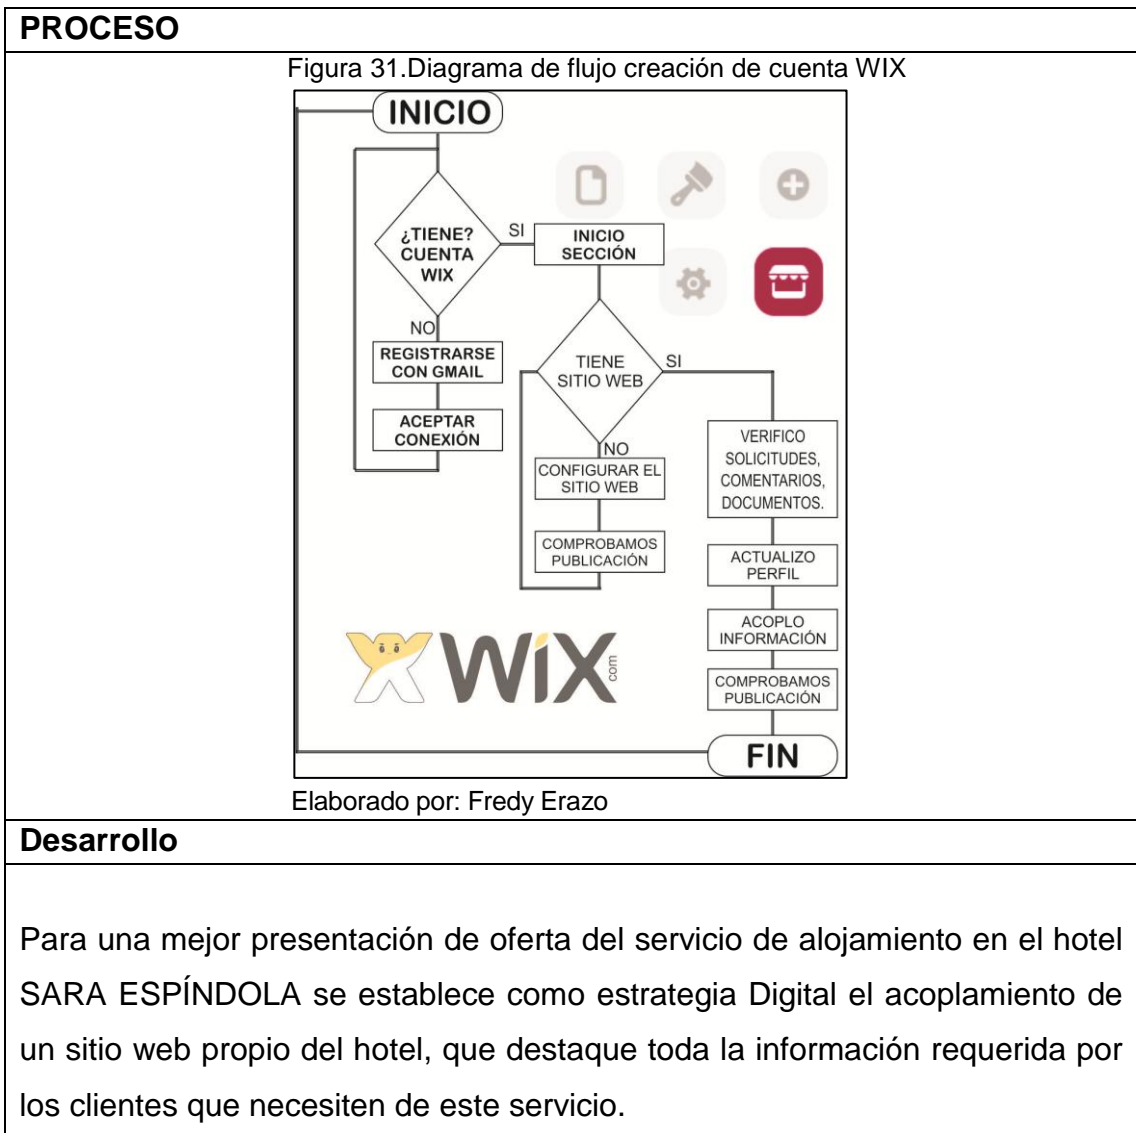 PROCESO
Figura 31.Diagrama de flujo creación de cuenta WIX
INICIO
¿TIENE?
CUENTA
WIX
SI
INICIO
SECCIÓN
NO
REGISTRARSE
CON GMAIL
ACEPTAR
CONEXIÓN
TIENE
SITIO WEB
SI
NO
CONFIGURAR EL
SITIO WEB
COMPROBAMOS
PUBLICACIÓN
VERIFICO
SOLICITUDES,
COMENTARIOS,
DOCUMENTOS.
ACTUALIZO
PERFIL
ACOPLO
INFORMACIÓN
COMPROBAMOS
PUBLICACIÓN
WiX.com
FIN
Elaborado por: Fredy Erazo
Desarrollo
Para una mejor presentación de oferta del servicio de alojamiento en el hotel
SARA ESPÍNDOLA se establece como estrategia Digital el acoplamiento de
un sitio web propio del hotel, que destaque toda la información requerida por
los clientes que necesiten de este servicio.